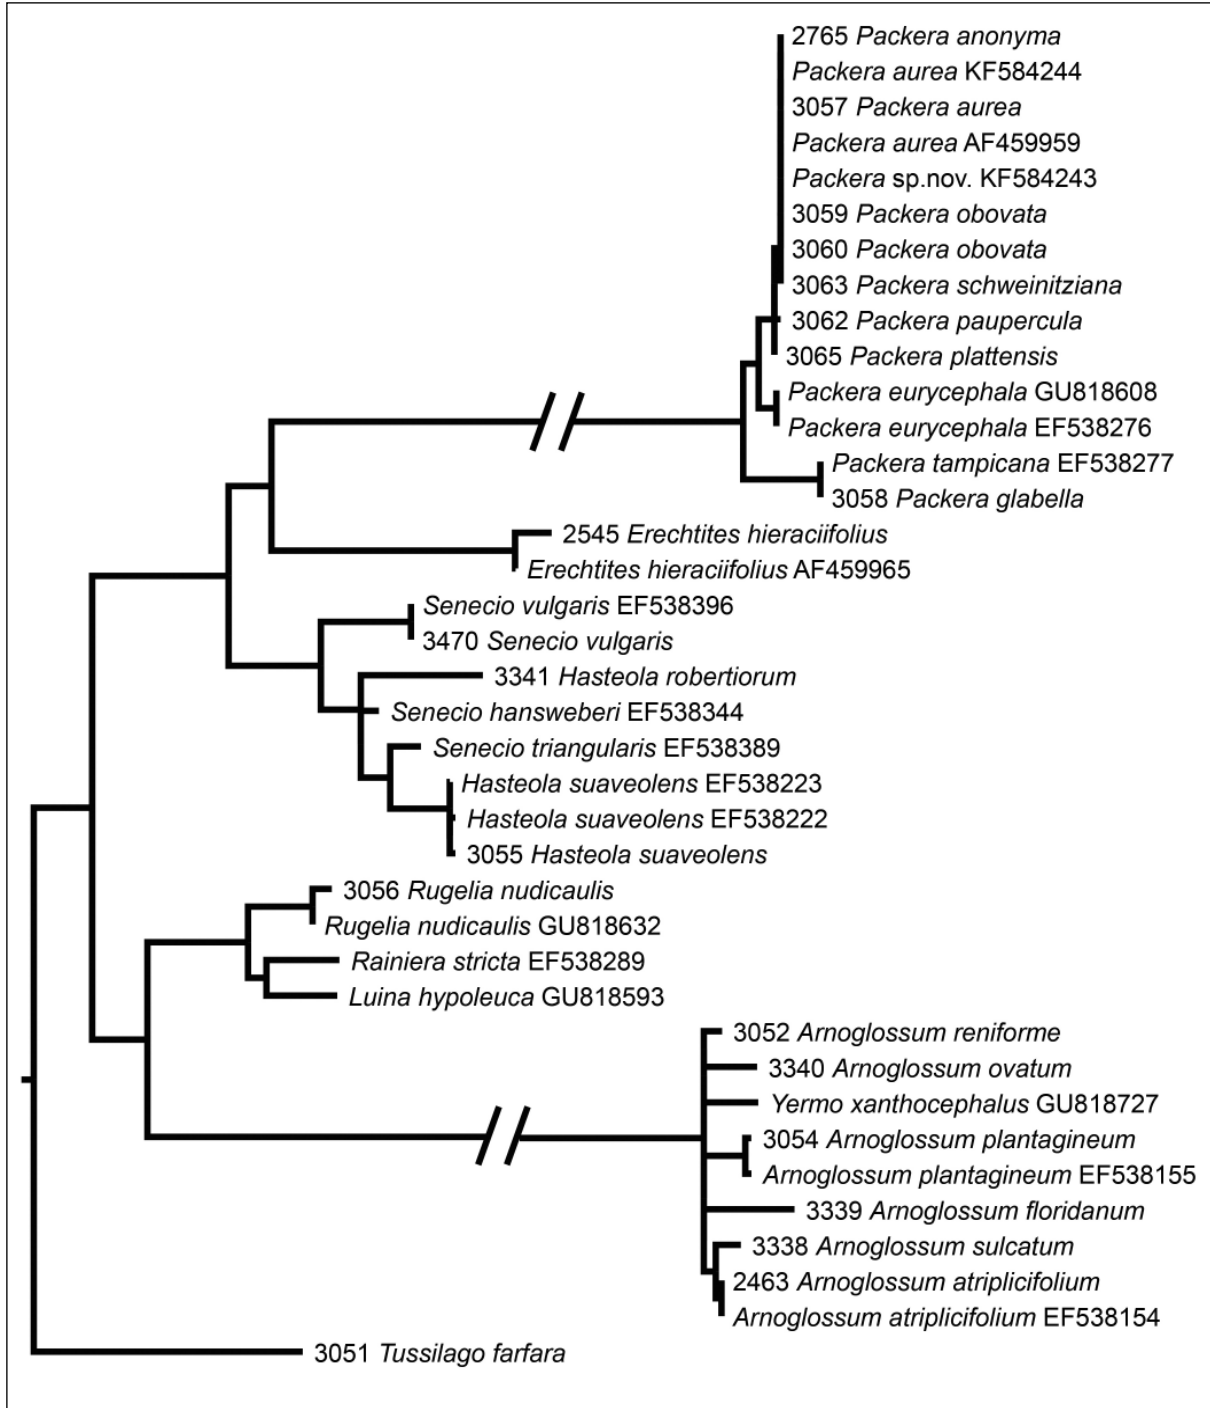 2765 Packera anonyma
Packera aurea KF584244
3057 Packera aurea
Packera aurea AF459959
Packera sp.nov. KF584243
3059 Packera obovata
3060 Packera obovata
3063 Packera schweinitziana
3062 Packera paupercula
3065 Packera plattensis
Packera eurycephala GU818608
Packera eurycephala EF538276
Packera tampicana EF538277
3058 Packera glabella
2545 Erechtites hieraciifolius
Erechtites hieraciifolius AF459965
Senecio vulgaris EF538396
3470 Senecio vulgaris
3341 Hasteola robertiorum
Senecio hansweberi EF538344
Senecio triangularis EF538389
Hasteola suaveolens EF538223
Hasteola suaveolens EF538222
3055 Hasteola suaveolens
3056 Rugelia nudicaulis
Rugelia nudicaulis GU818632
Rainiera stricta EF538289
Luina hypoleuca GU818593
3052 Arnoglossum reniforme
3340 Arnoglossum ovatum
Yermo xanthocephalus GU818727
3054 Arnoglossum plantagineum
Arnoglossum plantagineum EF538155
3339 Arnoglossum floridanum
3338 Arnoglossum sulcatum
2463 Arnoglossum atriplicifolium
Arnoglossum atriplicifolium EF538154
3051 Tussilago farfara